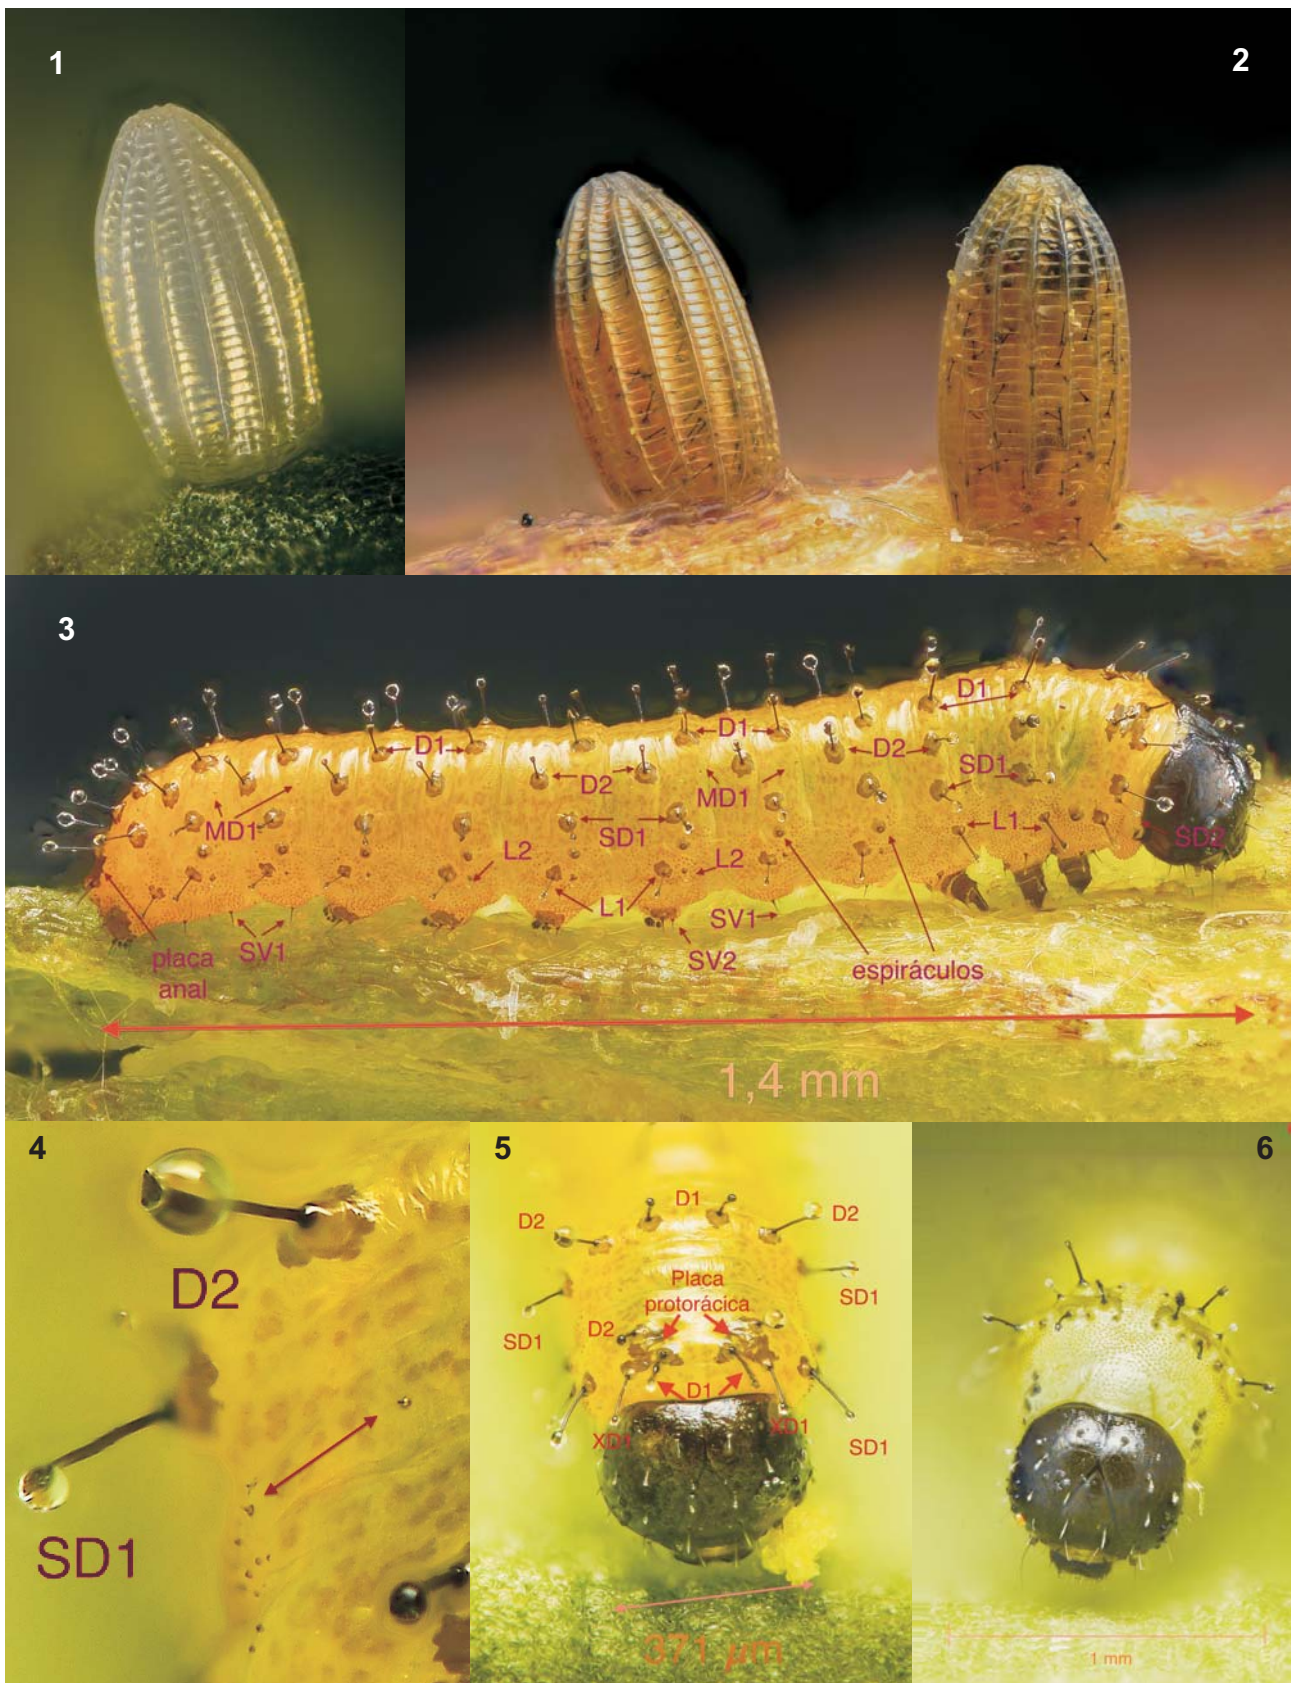 1
2
3
D1
D1
D1
D2
D2
SD1
MD1
MD1
SD1
L1
L2
L2
SD2
L1
SV1
SV1
SV2
placa
anal
espiráculos
1,4 mm
4
D2
SD1
5
D1
D2
D2
Placa
protorácica
SD1
SD1
D2
D1
XD1
XD1
SD1
371 µm
6
1 mm